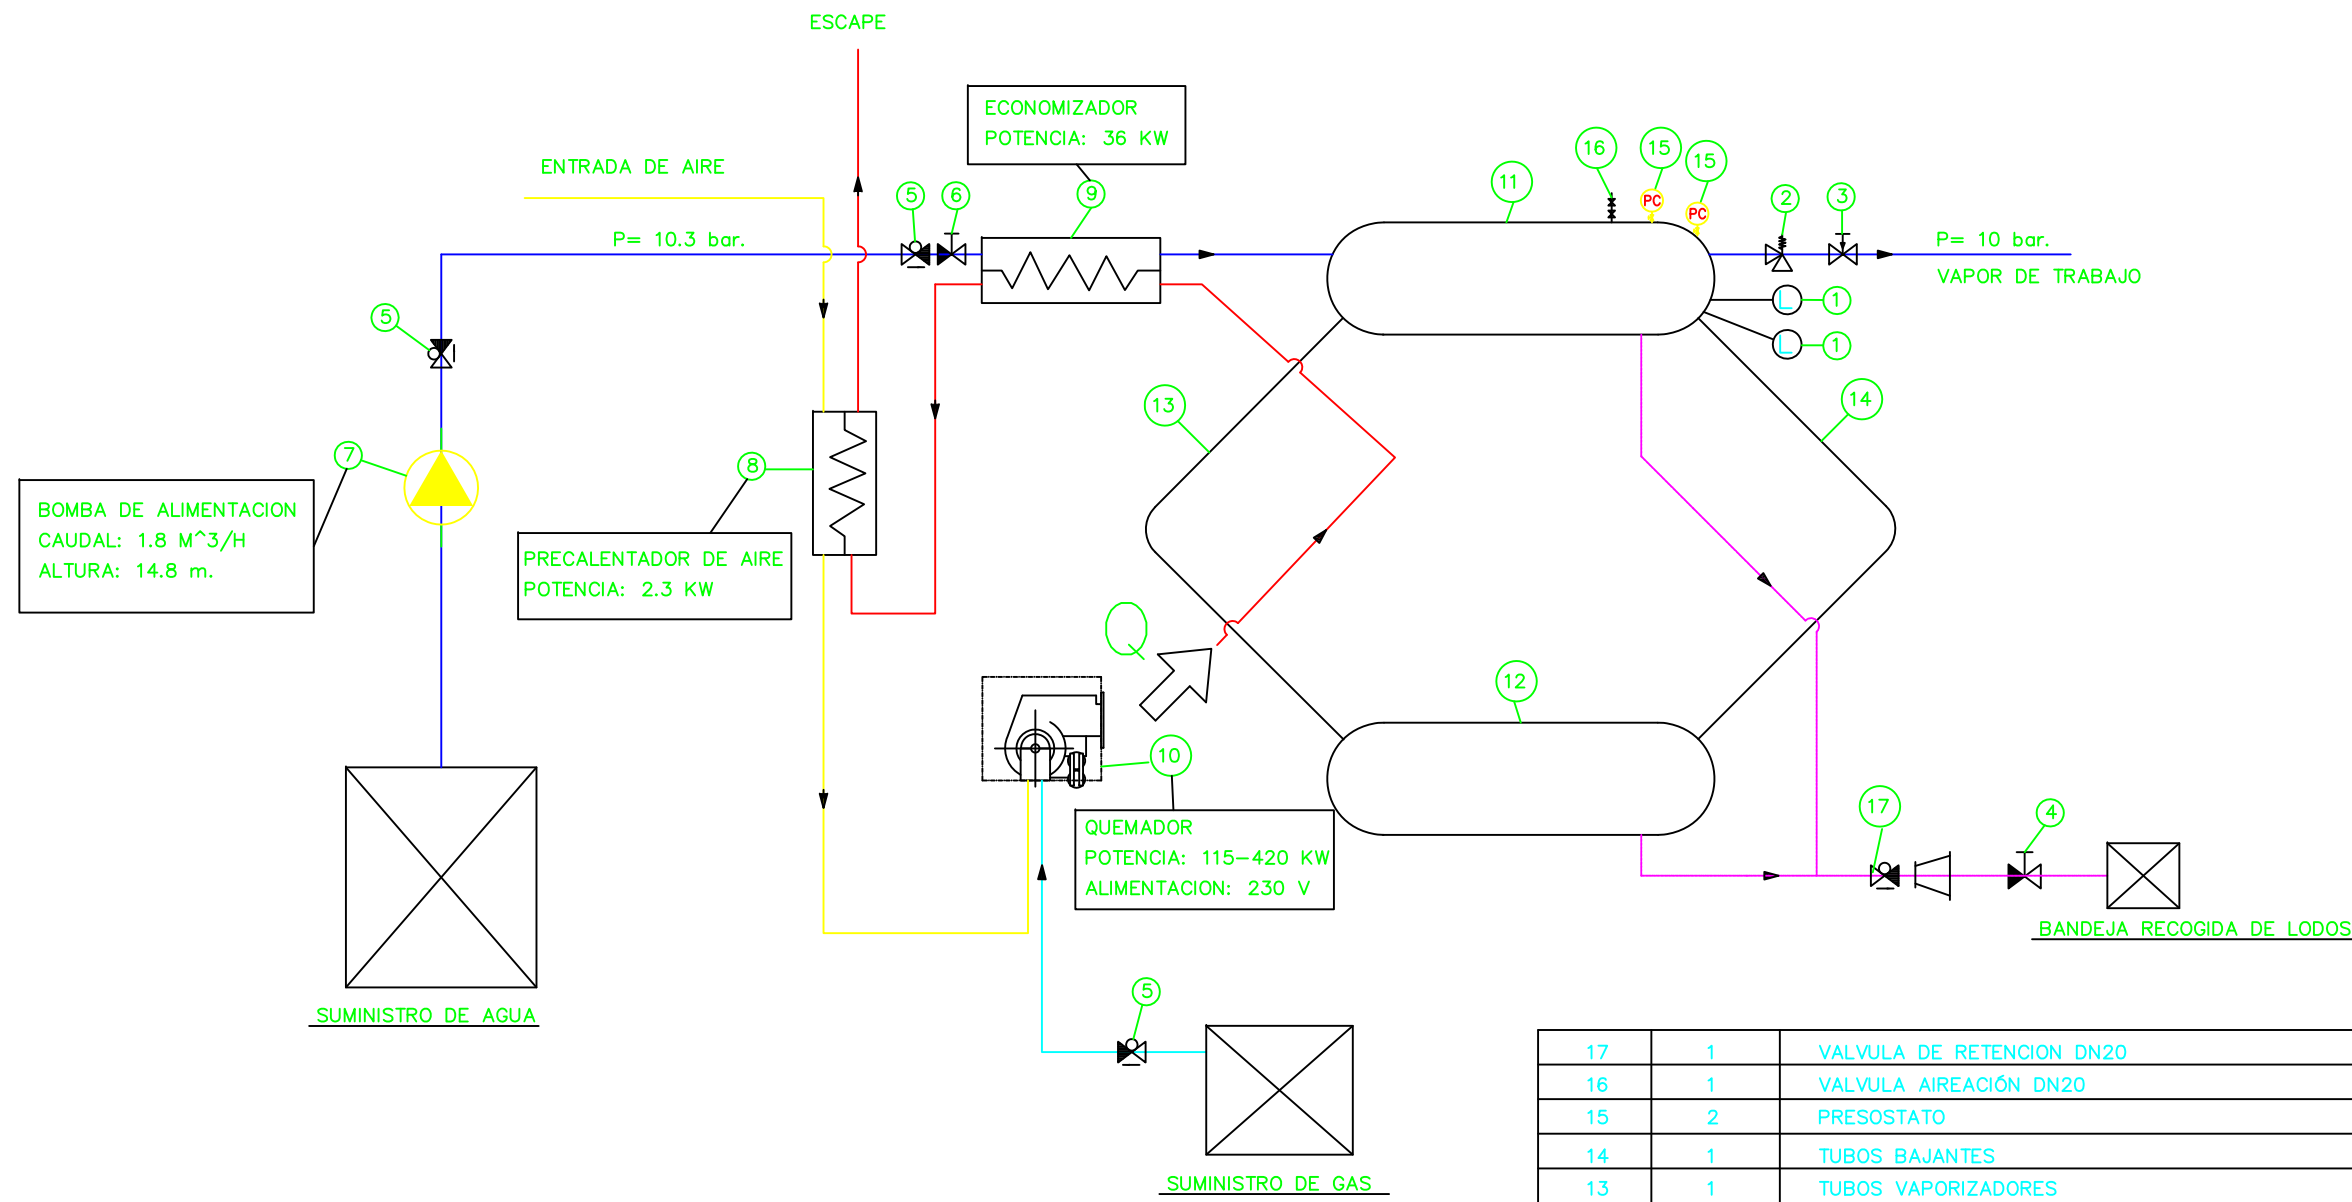 ESCAPE
ECONOMIZADOR
POTENCIA: 36 KW
ENTRADA DE AIRE
16
15
15
11
5
6
9
2
3
PC
PC
P= 10.3 bar.
P= 10 bar.
VAPOR DE TRABAJO
L
1
L
1
5
13
14
7
8
BOMBA DE ALIMENTACION
CAUDAL: 1.8 M^3/H
ALTURA: 14.8 m.
PRECALENTADOR DE AIRE
POTENCIA: 2.3 KW
Q
12
10
QUEMADOR
POTENCIA: 115-420 KW
ALIMENTACION: 230 V
17
4
BANDEJA RECOGIDA DE LODOS
5
SUMINISTRO DE AGUA
SUMINISTRO DE GAS
17 1 VALVULA DE RETENCION DN20
16 1 VALVULA AIREACIÓN DN20
15 2 PRESOSTATO
14 1 TUBOS BAJANTES
13 1 TUBOS VAPORIZADORES